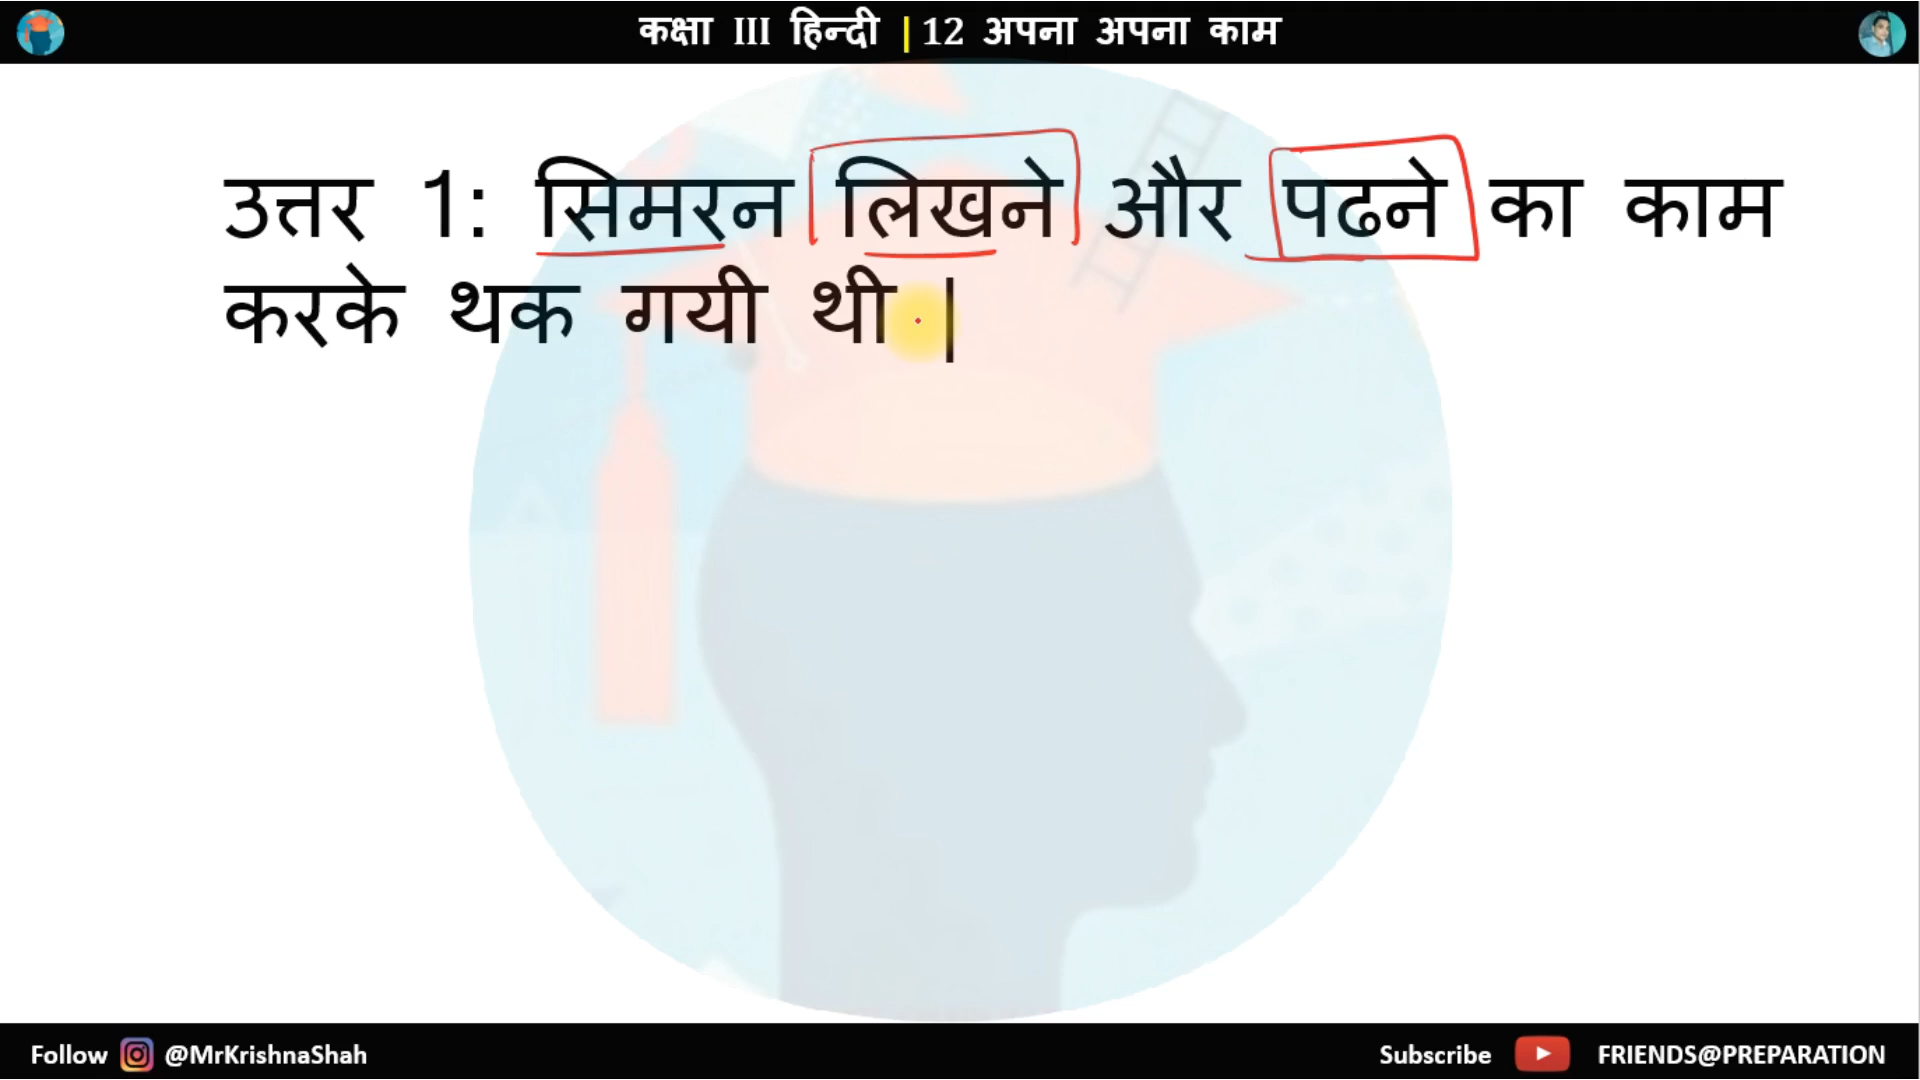 कक्षा III हिन्दी | 12 अपना अपना काम
उत्तर 1: सिमरन लिखने और पढने का काम
करके थक गयी थी |
Follow @MrKrishnaShah
Subscribe FRIENDS@PREPARATION